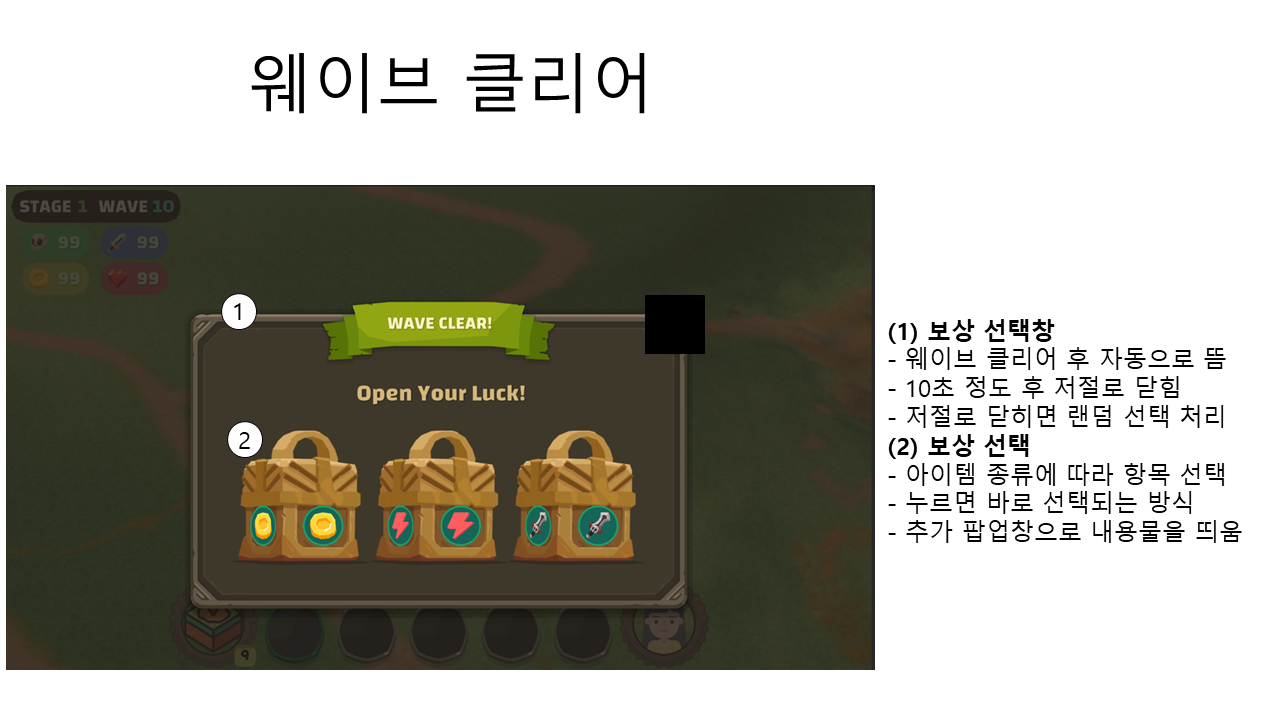 웨이브 클리어
STAGE 1 WAVE 10
99 99
99 99
1
WAVE CLEAR!
Open Your Luck!
2
9
(1) 보상 선택창
- 웨이브 클리어 후 자동으로 뜸
- 10초 정도 후 저절로 닫힘
- 저절로 닫히면 랜덤 선택 처리
(2) 보상 선택
- 아이템 종류에 따라 항목 선택
- 누르면 바로 선택되는 방식
- 추가 팝업창으로 내용물을 띄움